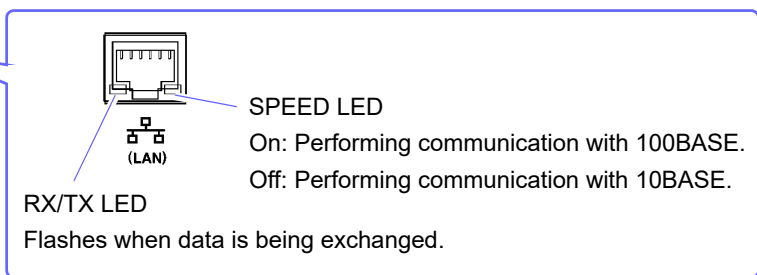 (LAN)
SPEED LED
On: Performing communication with 100BASE.
Off: Performing communication with 10BASE.
RX/TX LED
Flashes when data is being exchanged.